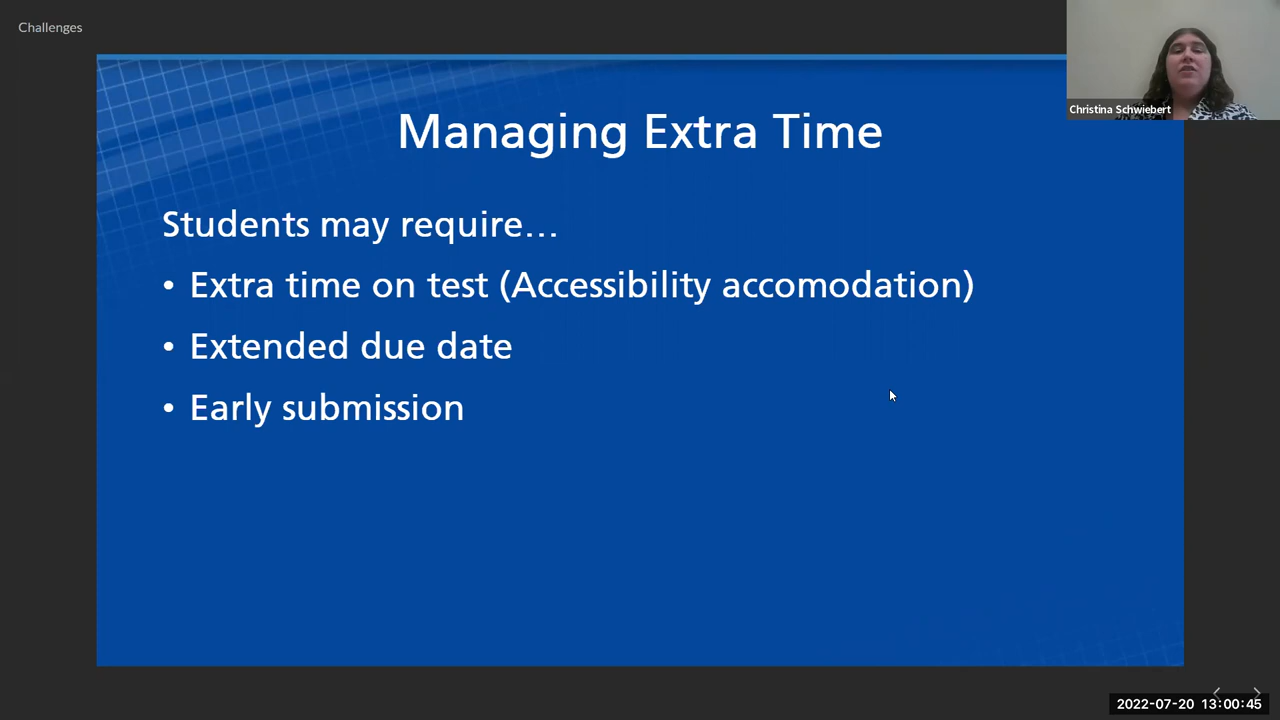 Challenges
Christina Schwiebert
Managing Extra Time
Students may require...
• Extra time on test (Accessibility accomodation)
• Extended due date
• Early submission
2022-07-20 13:00:45